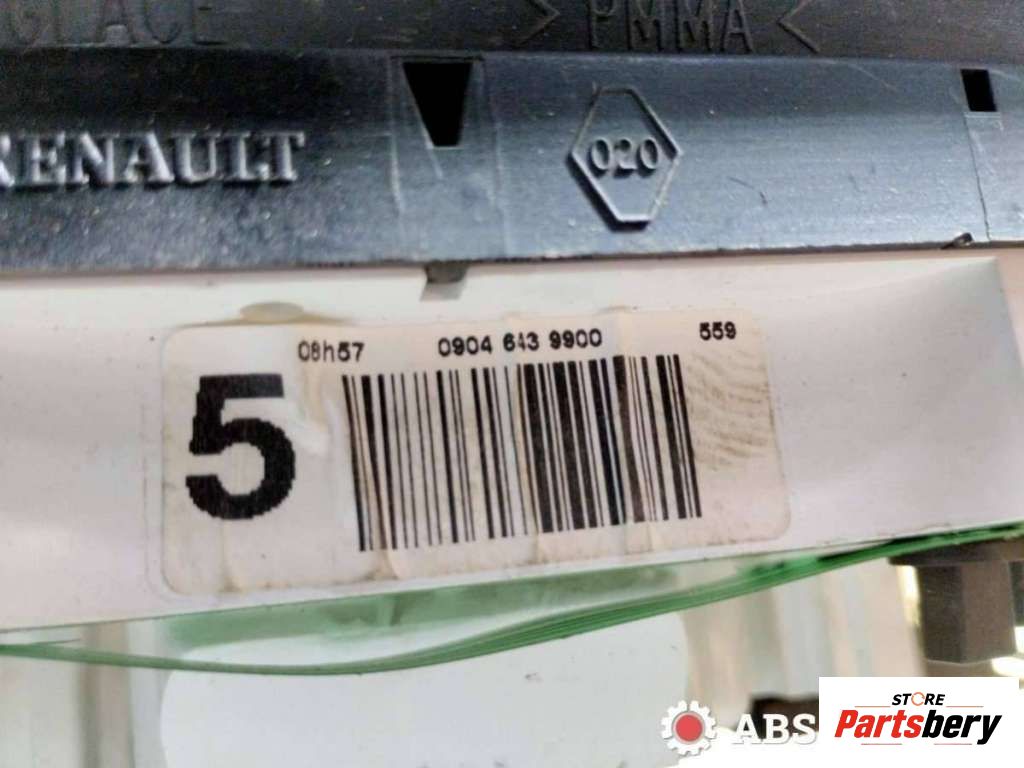 > PMMA <
RENAULT
020
08h57 0904 643 9900 559
5
ABS
STORE
Partsbery